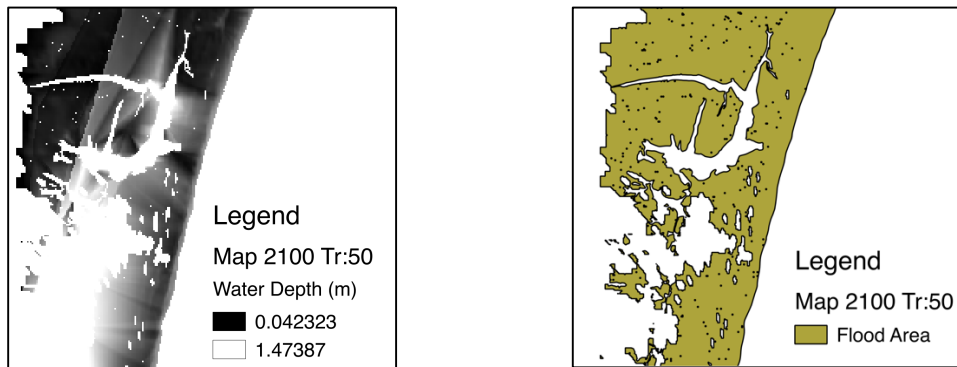 Legend
Map 2100 Tr:50
Water Depth (m)
0.042323
1.47387
Legend
Map 2100 Tr:50
Flood Area